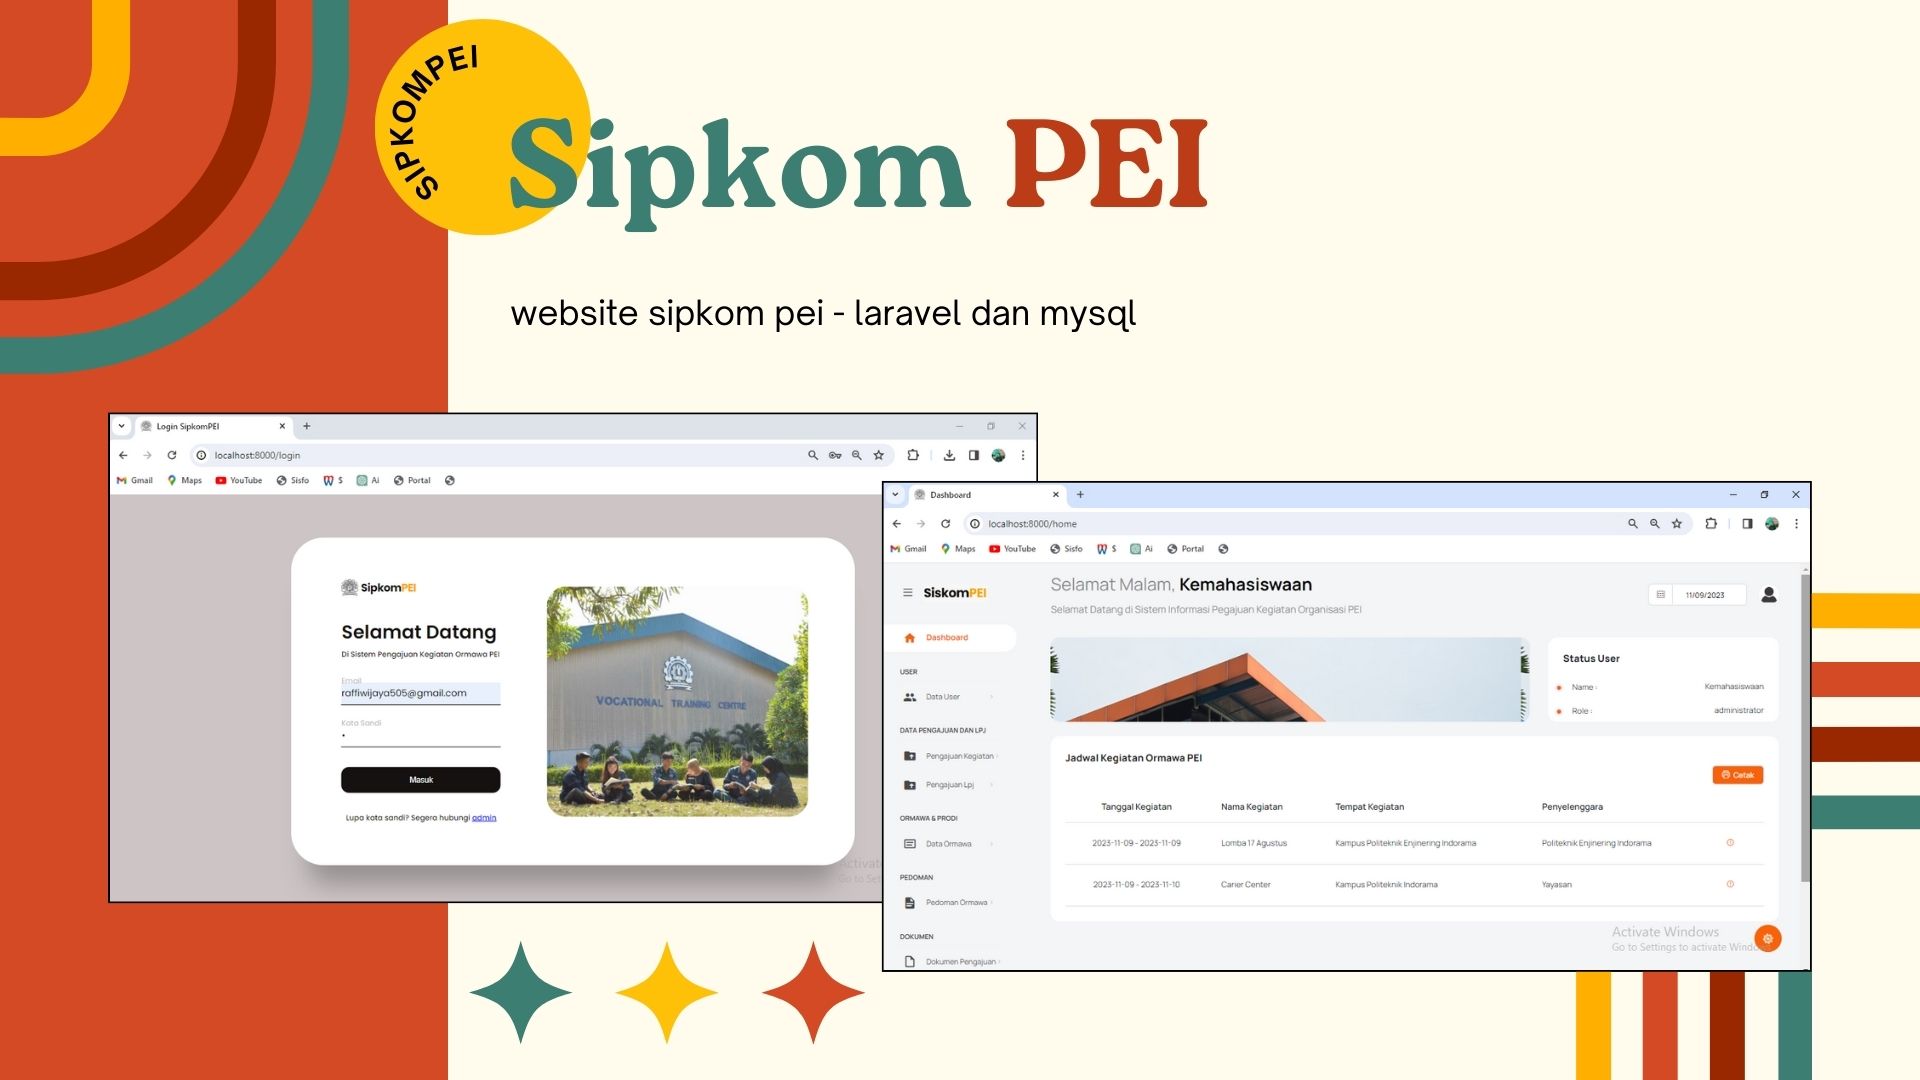 SIPKOMPEI
Sipkom PEI
website sipkom pei - laravel dan mysql
Login SipkomPEI
localhost:8000/login
Gmail Maps YouTube Sisfo $ Ai Portal
SipkomPEI
Selamat Datang
Di Sistem Pengajuan Kegiatan Ormawa PEI
Email
raffiwijaya505@gmail.com
Kata Sandi
Masuk
Lupa kata sandi? Segera hubungi admin
VOCATIONAL TRAINING CENTRE
Activat
Go to Set
Dashboard
localhost:8000/home
Gmail Maps YouTube Sisfo $ Ai Portal
SiskomPEI
Dashboard
USER
Data User
DATA PENGAJUAN DAN LPJ
Pengajuan Kegiatan
Pengajuan Lpj
ORMAWA & PRODI
Data Ormawa
PEDOMAN
Pedoman Ormawa
DOKUMEN
Dokumen Pengajuan
Selamat Malam, Kemahasiswaan
Selamat Datang di Sistem Informasi Pegajuan Kegiatan Organisasi PEI
11/09/2023
Status User
Name : Kemahasiswaan
Role : administrator
Jadwal Kegiatan Ormawa PEI
Cetak
Tanggal Kegiatan Nama Kegiatan Tempat Kegiatan Penyelenggara
2023-11-09 - 2023-11-09 Lomba 17 Agustus Kampus Politeknik Enjinering Indorama Politeknik Enjinering Indorama
2023-11-09 - 2023-11-10 Carier Center Kampus Politeknik Indorama Yayasan
Activate Windows
Go to Settings to activate Windo